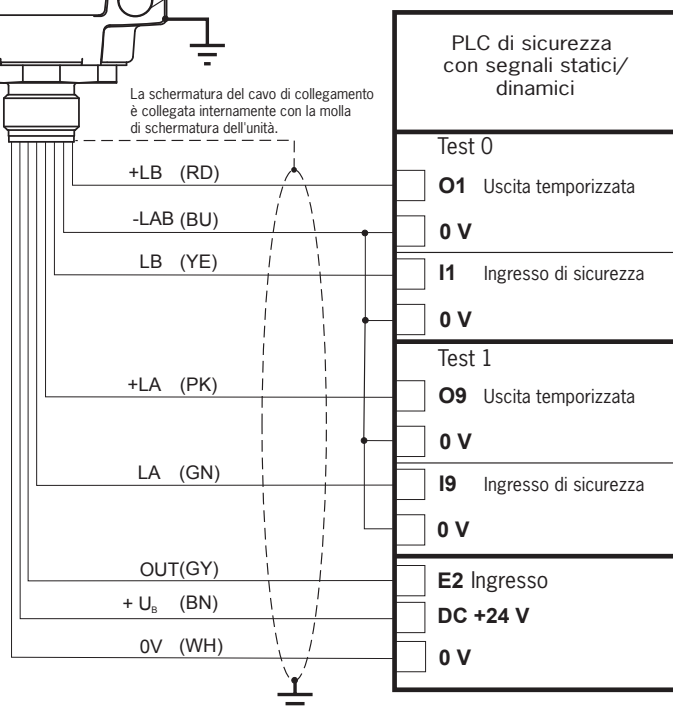 La schermatura del cavo di collegamento
è collegata internamente con la molla
di schermatura dell'unità.
PLC di sicurezza
con segnali statici/
dinamici
Test 0
+LB (RD)
O1 Uscita temporizzata
-LAB (BU)
0 V
LB (YE)
I1 Ingresso di sicurezza
0 V
Test 1
+LA (PK)
O9 Uscita temporizzata
0 V
LA (GN)
I9 Ingresso di sicurezza
0 V
OUT(GY)
E2 Ingresso
+ UB (BN)
DC +24 V
0V (WH)
0 V